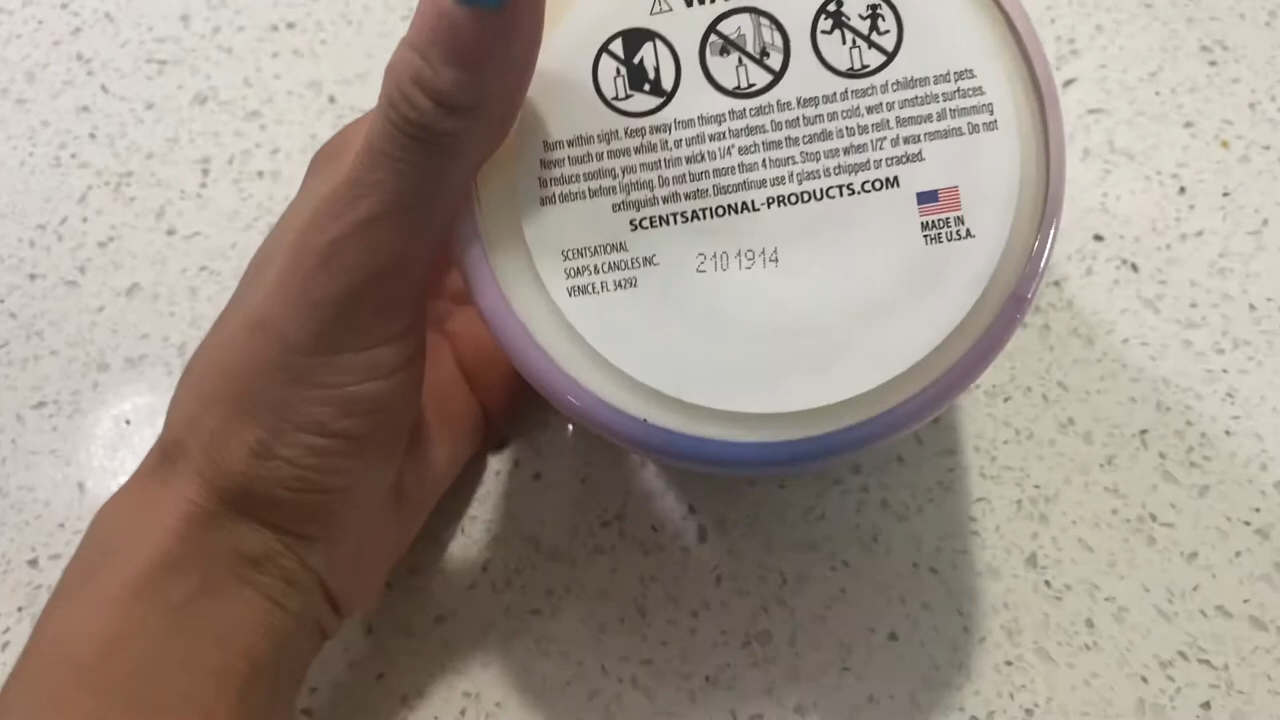 Burn within sight. Keep away from things that catch fire. Keep out of reach of children and pets.
Never touch or move while lit, or until wax hardens. Do not burn on cold, wet or unstable surfaces.
To reduce sooting, you must trim wick to 1/4" each time the candle is to be relit. Remove all trimming
and debris before lighting. Do not burn more than 4 hours. Stop use when 1/2" of wax remains. Do not
extinguish with water. Discontinue use if glass is chipped or cracked.
SCENTSATIONAL-PRODUCTS.COM
SCENTSATIONAL
SOAPS & CANDLES INC.
VENICE, FL 34292
2101914
MADE IN
THE U.S.A.